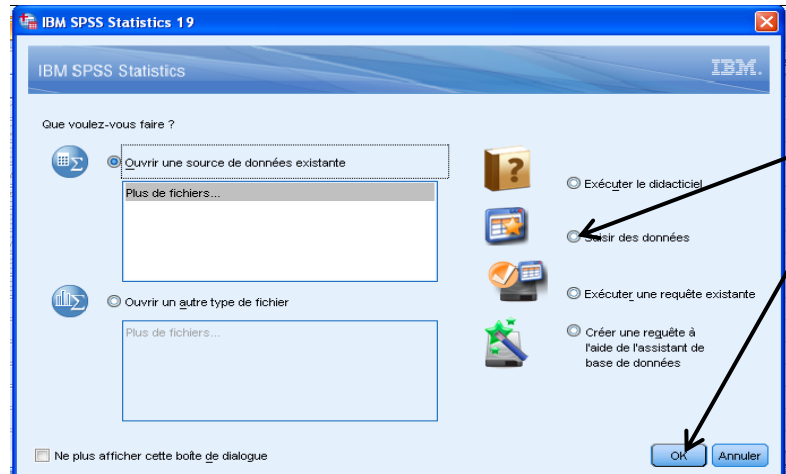 IBM SPSS Statistics 19
IBM SPSS Statistics
IBM.
Que voulez-vous faire ?
Ouvrir une source de données existante
Plus de fichiers...
Ouvrir un autre type de fichier
Plus de fichiers...
Exécuter le didacticiel
Saisir des données
Exécuter une requête existante
Créer une requête à
l'aide de l'assistant de
base de données
Ne plus afficher cette boîte de dialogue
OK
Annuler